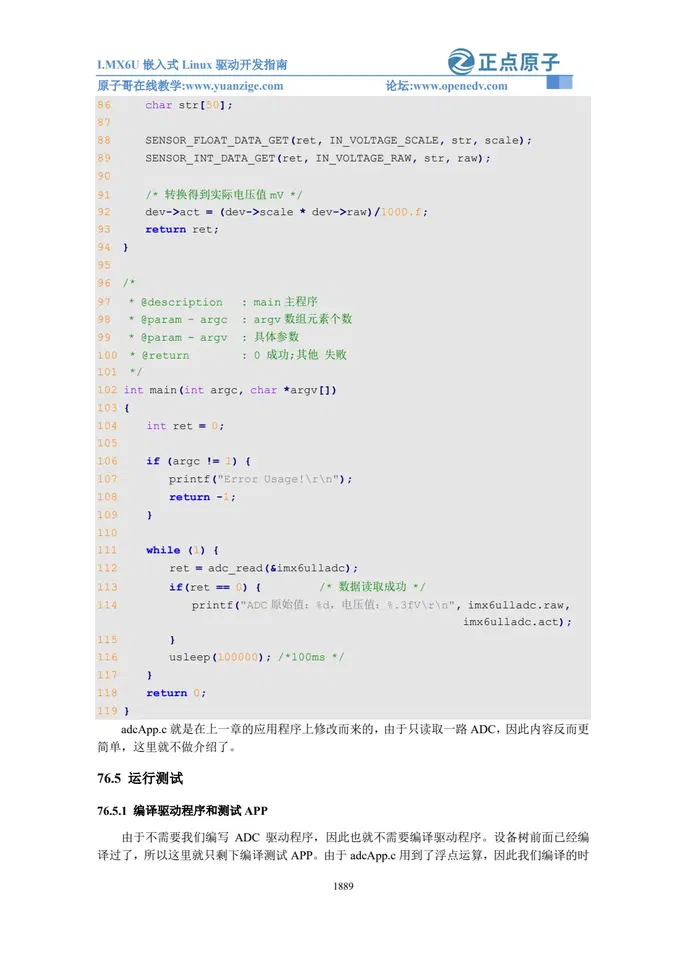 I.MX6U 嵌入式 Linux 驱动开发指南
正点原子
原子哥在线教学:www.yuanzige.com 论坛:www.openedv.com
86 char str[50];
87
88 SENSOR_FLOAT_DATA_GET(ret, IN_VOLTAGE_SCALE, str, scale);
89 SENSOR_INT_DATA_GET(ret, IN_VOLTAGE_RAW, str, raw);
90
91 /* 转换得到实际电压值 mV */
92 dev->act = (dev->scale * dev->raw)/1000.f;
93 return ret;
94 }
95
96 /*
97 * @description : main 主程序
98 * @param - argc : argv 数组元素个数
99 * @param - argv : 具体参数
100 * @return : 0 成功;其他 失败
101 */
102 int main(int argc, char *argv[])
103 {
104 int ret = 0;
105
106 if (argc != 1) {
107 printf("Error Usage!\r\n");
108 return -1;
109 }
110
111 while (1) {
112 ret = adc_read(&imx6ulladc);
113 if(ret == 0) { /* 数据读取成功 */
114 printf("ADC 原始值：%d，电压值：%.3fV\r\n", imx6ulladc.raw,
imx6ulladc.act);
115 }
116 usleep(100000); /*100ms */
117 }
118 return 0;
119 }
adcApp.c 就是在上一章的应用程序上修改而来的，由于只读取一路 ADC，因此内容反而更
简单，这里就不做介绍了。
76.5 运行测试
76.5.1 编译驱动程序和测试 APP
由于不需要我们编写 ADC 驱动程序，因此也就不需要编译驱动程序。设备树前面已经编
译过了，所以这里就只剩下编译测试 APP。由于 adcApp.c 用到了浮点运算，因此我们编译的时
1889